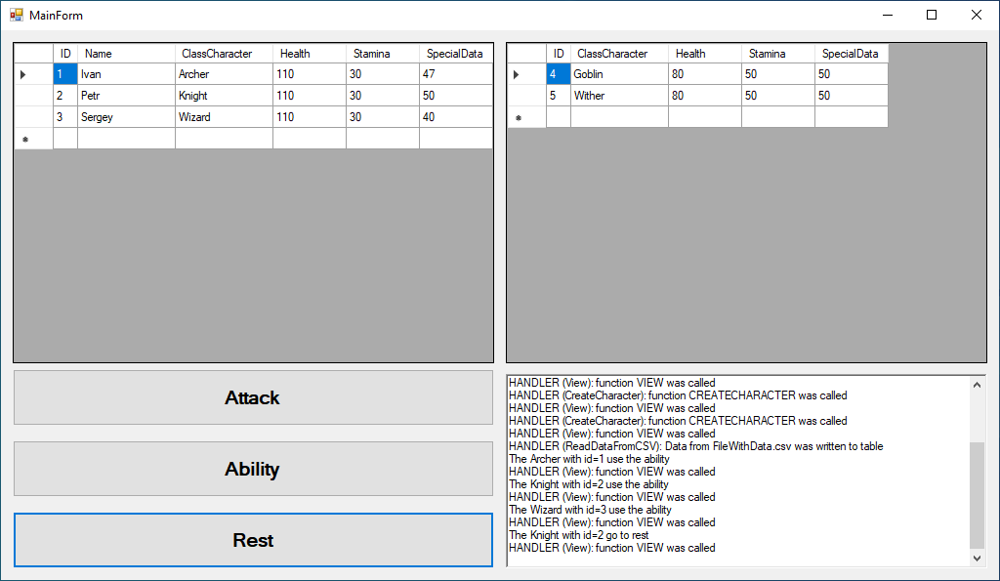 MainForm
ID Name ClassCharacter Health Stamina SpecialData
1 Ivan Archer 110 30 47
2 Petr Knight 110 30 50
3 Sergey Wizard 110 30 40
ID ClassCharacter Health Stamina SpecialData
4 Goblin 80 50 50
5 Wither 80 50 50
Attack
Ability
Rest
HANDLER (View): function VIEW was called
HANDLER (CreateCharacter): function CREATECHARACTER was called
HANDLER (View): function VIEW was called
HANDLER (CreateCharacter): function CREATECHARACTER was called
HANDLER (View): function VIEW was called
HANDLER (ReadDataFromCSV): Data from FileWithData.csv was written to table
The Archer with id=1 use the ability
HANDLER (View): function VIEW was called
The Knight with id=2 use the ability
HANDLER (View): function VIEW was called
The Wizard with id=3 use the ability
HANDLER (View): function VIEW was called
The Knight with id=2 go to rest
HANDLER (View): function VIEW was called